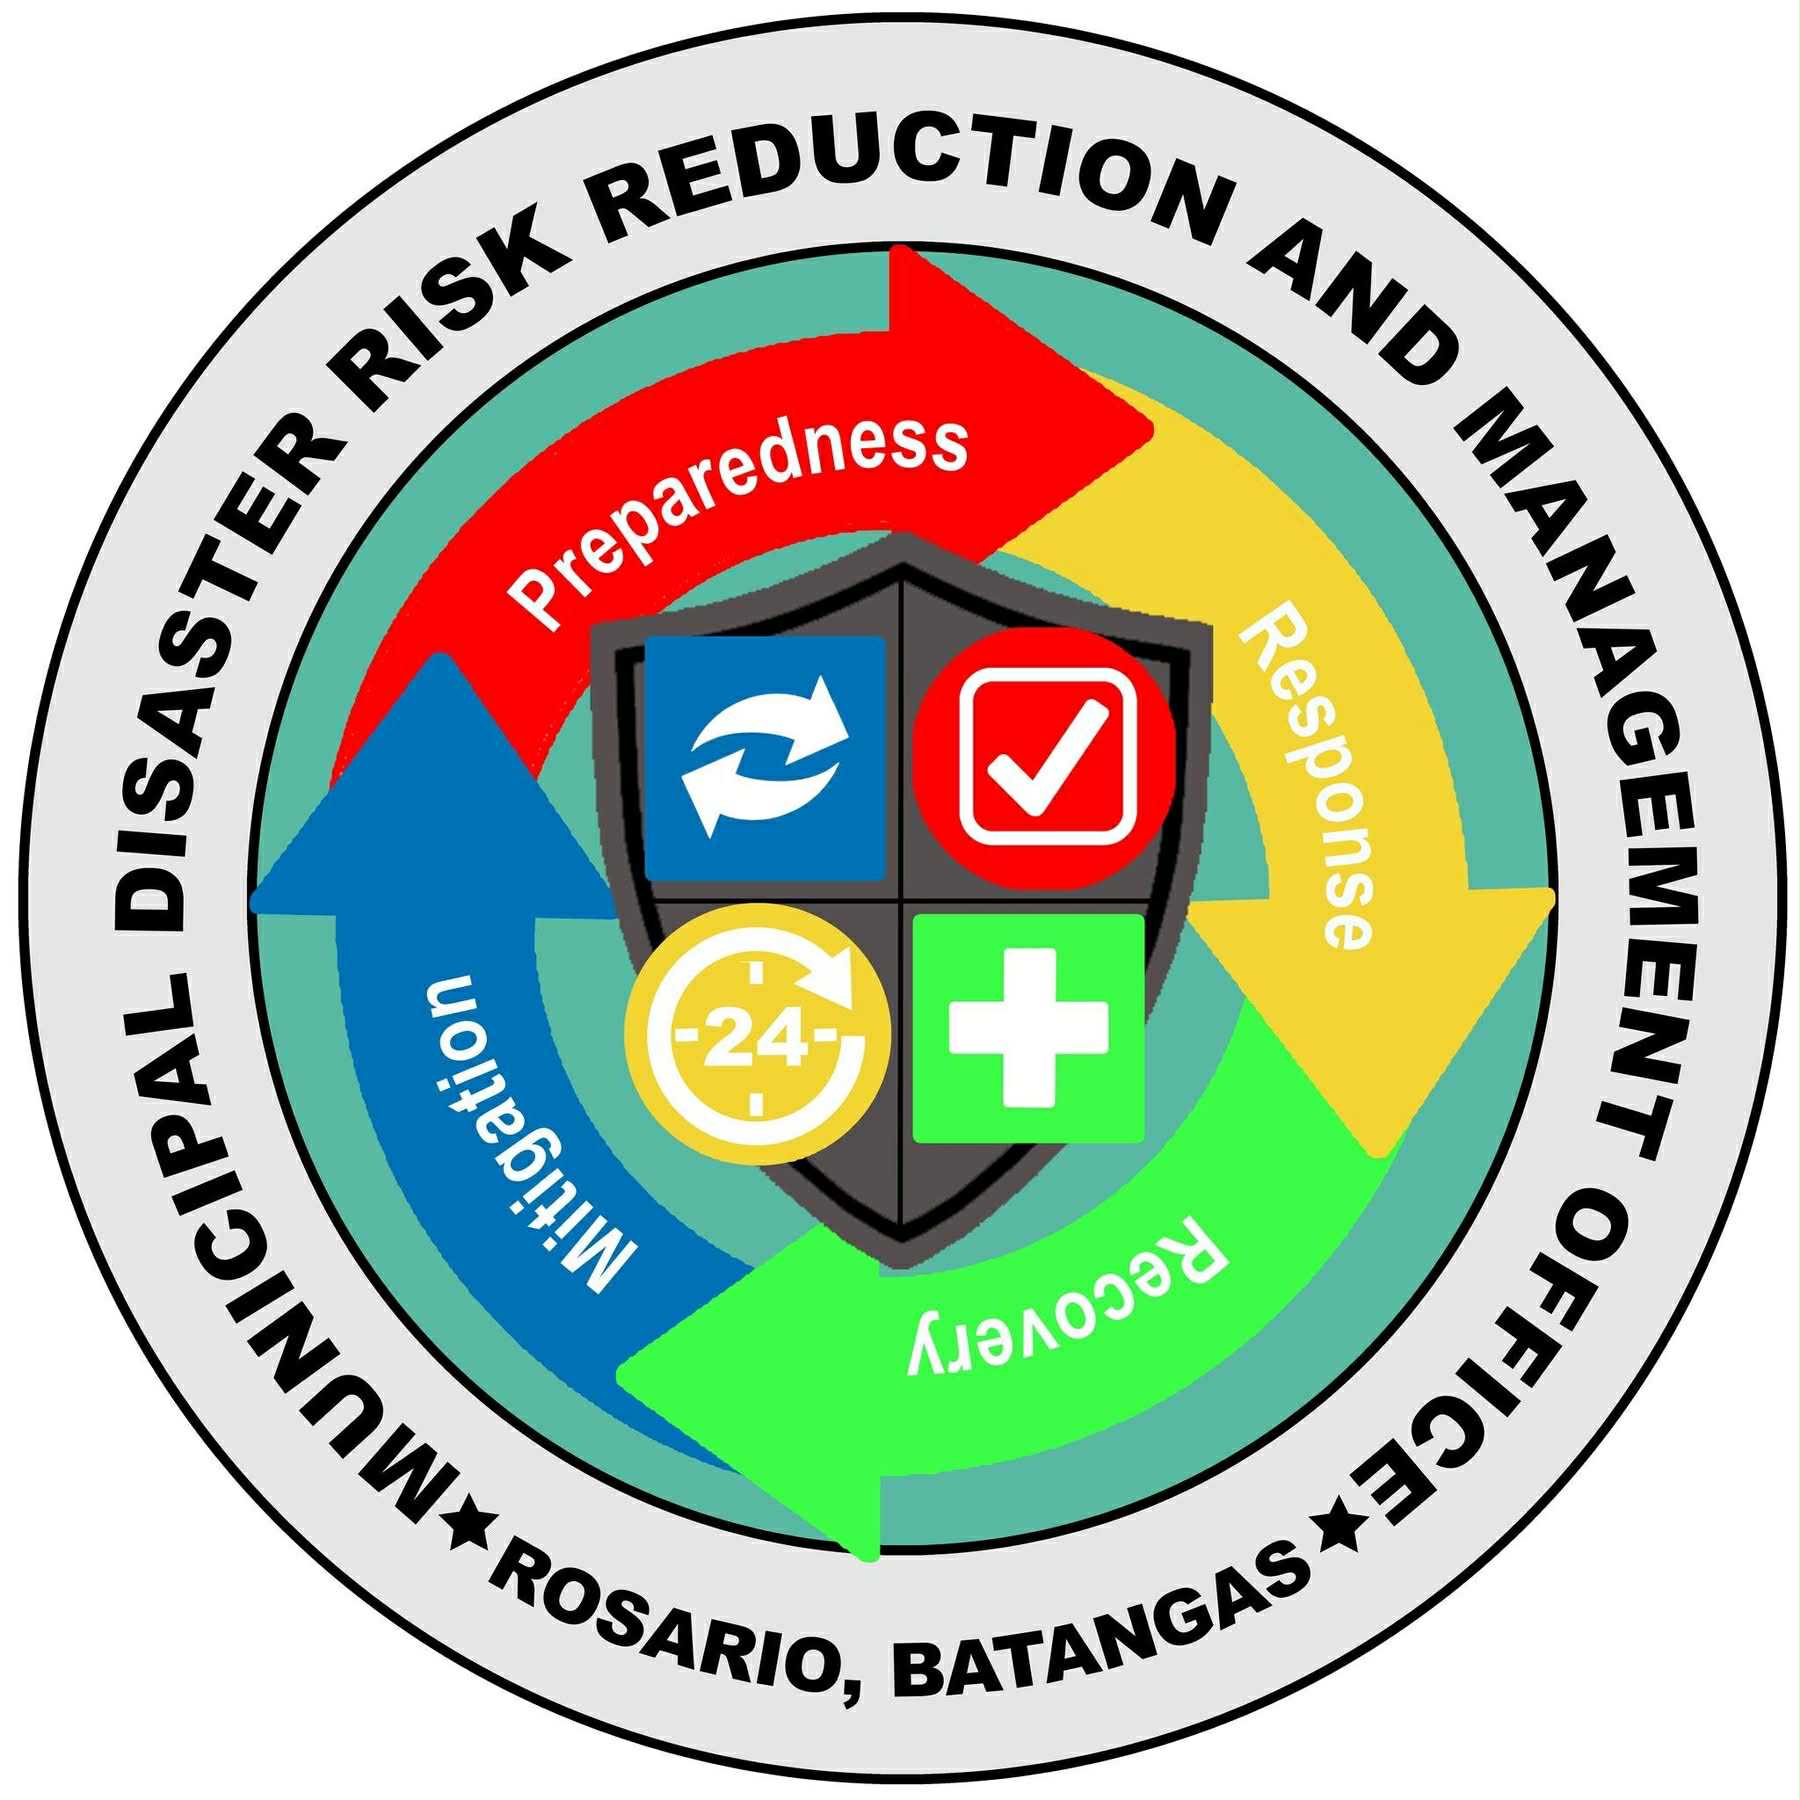 MUNICIPAL DISASTER RISK REDUCTION AND MANAGEMENT OFFICE
Preparedness
Response
Recovery
Mitigation
-24-
★ROSARIO, BATANGAS★